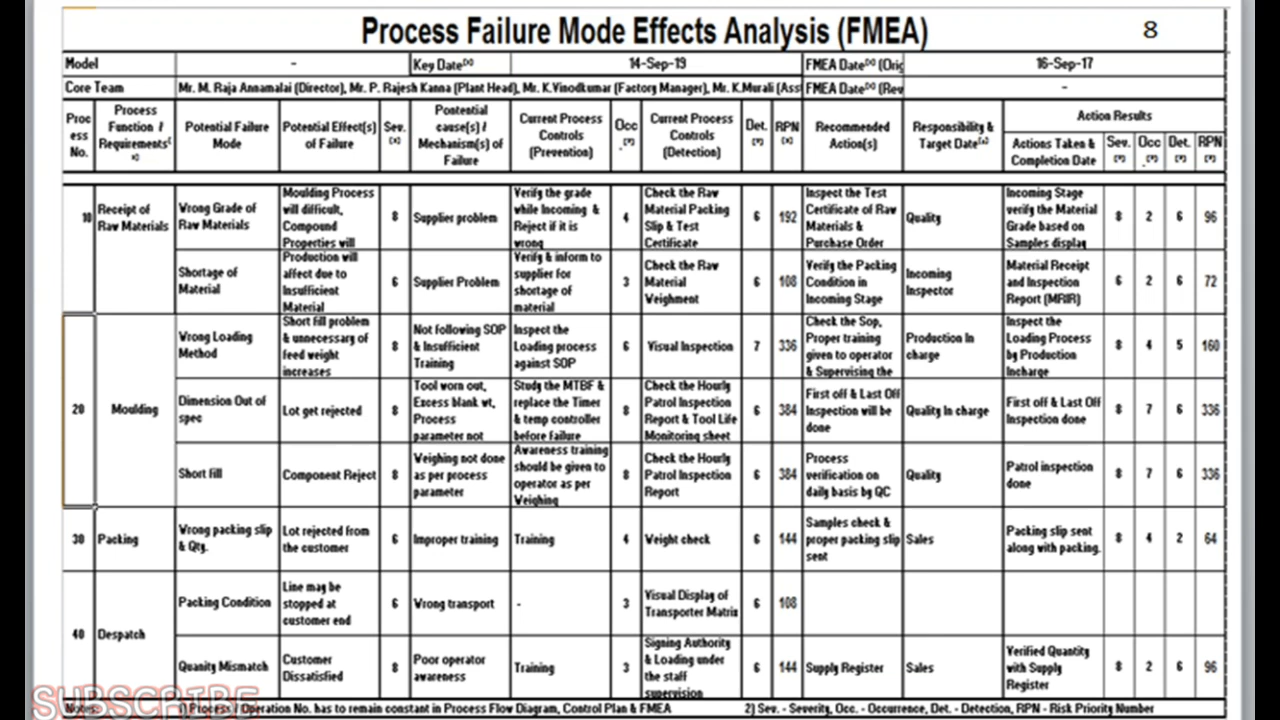 Process Failure Mode Effects Analysis (FMEA) 8
Model - Key Date 14-Sep-19 FMEA Date (Orig 16-Sep-17
Core Team Mr. M. Raja Annamalai (Director), Mr. P. Rajesh Kanna (Plant Head), Mr. K.Vinodkumar (Factory Manager), Mr. K.Murali (Ass FMEA Date (Rev -
Proc
ess
No.
Process
Function /
Requirements
Potential Failure
Mode
Potential Effect(s)
of Failure
Sev.
Pontential
cause(s) /
Mechanism(s) of
Failure
Current Process
Controls
(Prevention)
Occ
.
Current Process
Controls
(Detection)
Det.
RPN
Recommended
Action(s)
Responsibility &
Target Date
Action Results
Actions Taken &
Completion Date
Sev.
Occ
.
Det.
RPN
10
Receipt of
Raw Materials
Wrong Grade of
Raw Materials
Moulding Process
will difficult,
Compound
Properties will
8
Supplier problem
Verify the grade
while Incoming &
Reject if it is
wrong
4
Check the Raw
Material Packing
Slip & Test
Certificate
6
192
Inspect the Test
Certificate of Raw
Materials &
Purchase Order
Quality
Incoming Stage
verify the Material
Grade based on
Samples display
8
2
6
96
Shortage of
Material
Production will
affect due to
Insufficient
Material
6
Supplier Problem
Verify & inform to
supplier for
shortage of
material
3
Check the Raw
Material
Weighment
6
108
Verify the Packing
Condition in
Incoming Stage
Incoming
Inspector
Material Receipt
and Inspection
Report (MRIR)
6
2
6
72
20
Moulding
Wrong Loading
Method
Short fill problem
& unnecessary of
feed weight
increases
8
Not following SOP
& Insufficient
Training
Inspect the
Loading process
against SOP
6
Visual Inspection
7
336
Check the Sop,
Proper training
given to operator
& Supervising the
Production In
charge
Inspect the
Loading Process
by Production
Incharge
8
4
5
160
Dimension Out of
spec
Lot get rejected
8
Tool worn out,
Excess blank wt,
Process
parameter not
Study the MTBF &
replace the Timer
& temp controller
before failure
8
Check the Hourly
Patrol Inspection
Report & Tool Life
Monitoring sheet
6
384
First off & Last Off
Inspection will be
done
Quality In charge
First off & Last Off
Inspection done
8
7
6
336
Short fill
Component Reject
8
Weighing not done
as per process
parameter
Awareness training
should be given to
operator as per
Weighing
8
Check the Hourly
Patrol Inspection
Report
6
384
Process
verification on
daily basis by QC
Quality
Patrol inspection
done
8
7
6
336
30
Packing
Wrong packing slip
& Qty.
Lot rejected from
the customer
6
Improper training
Training
4
Weight check
6
144
Samples check &
proper packing slip
sent
Sales
Packing slip sent
along with packing.
8
4
2
64
40
Despatch
Packing Condition
Line may be
stopped at
customer end
6
Wrong transport
-
3
Visual Display of
Transporter Matrix
6
108
Quanity Mismatch
Customer
Dissatisfied
8
Poor operator
awareness
Training
3
Signing Authority
& Loading under
the staff
supervision
6
144
Supply Register
Sales
Verified Quantity
with Supply
Register
8
2
6
96
SUBSCRIBE
Notes: 1) Process / Operation No. has to remain constant in Process Flow Diagram, Control Plan & FMEA 2) Sev. - Severity, Occ. - Occurrence, Det. - Detection, RPN - Risk Priority Number